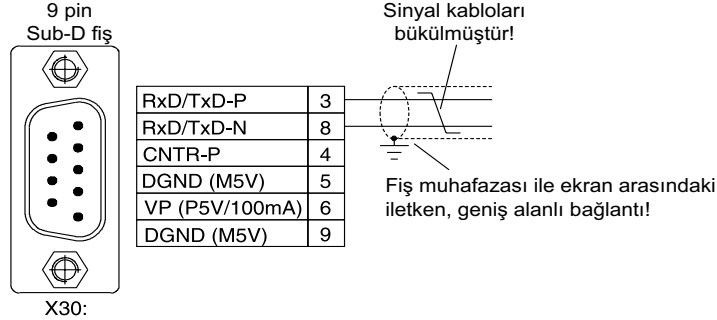 9 pin
Sub-D fiş
Sinyal kabloları
bükülmüştür!
RxD/TxD-P 3
RxD/TxD-N 8
CNTR-P 4
DGND (M5V) 5
VP (P5V/100mA) 6
DGND (M5V) 9
Fiş muhafazası ile ekran arasındaki
iletken, geniş alanlı bağlantı!
X30: